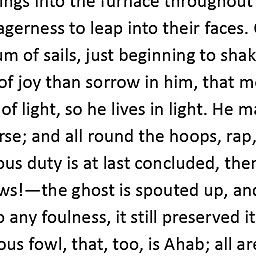 ings into the furnace throughout
agerness to leap into their faces.
um of sails, just beginning to shak
of joy than sorrow in him, that m
of light, so he lives in light. He ma
rse; and all round the hoops, rap,
ous duty is at last concluded, ther
ws!—the ghost is spouted up, and
o any foulness, it still preserved it
ous fowl, that, too, is Ahab; all are